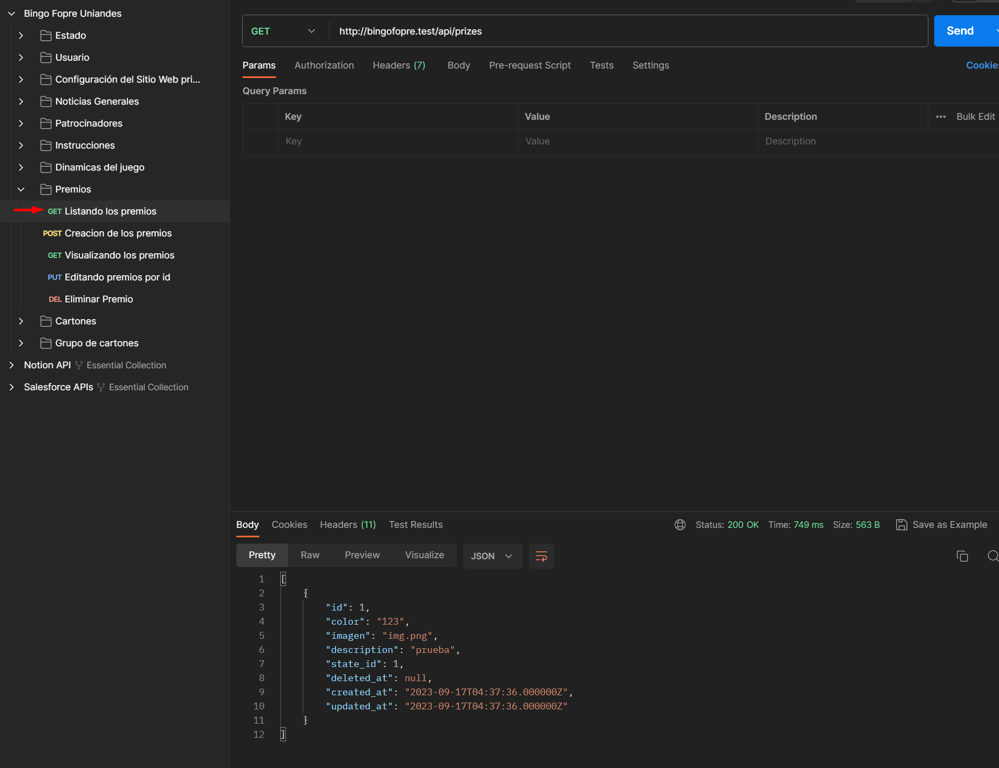 Bingo Fopre Uniandes
Estado
Usuario
Configuración del Sitio Web pri...
Noticias Generales
Patrocinadores
Instrucciones
Dinamicas del juego
Premios
GET Listando los premios
POST Creacion de los premios
GET Visualizando los premios
PUT Editando premios por id
DEL Eliminar Premio
Cartones
Grupo de cartones
Notion API Essential Collection
Salesforce APIs Essential Collection
GET http://bingofopre.test/api/prizes Send
Params Authorization Headers (7) Body Pre-request Script Tests Settings Cookies
Query Params
Key Value Description ••• Bulk Edit
Key Value Description
Body Cookies Headers (11) Test Results Status: 200 OK Time: 749 ms Size: 563 B Save as Example
Pretty Raw Preview Visualize JSON
1 [
2 {
3 "id": 1,
4 "color": "123",
5 "imagen": "img.png",
6 "description": "prueba",
7 "state_id": 1,
8 "deleted_at": null,
9 "created_at": "2023-09-17T04:37:36.000000Z",
10 "updated_at": "2023-09-17T04:37:36.000000Z"
11 }
12 ]